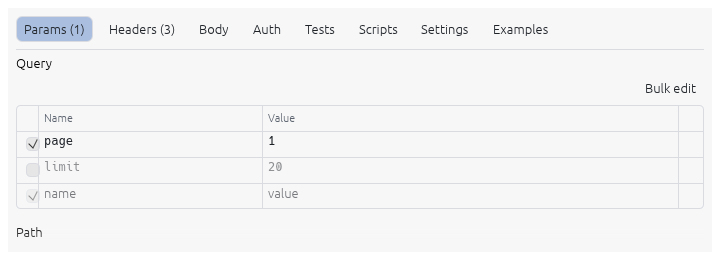 Params (1) Headers (3) Body Auth Tests Scripts Settings Examples
Query
Bulk edit
Name Value
page 1
limit 20
name value
Path